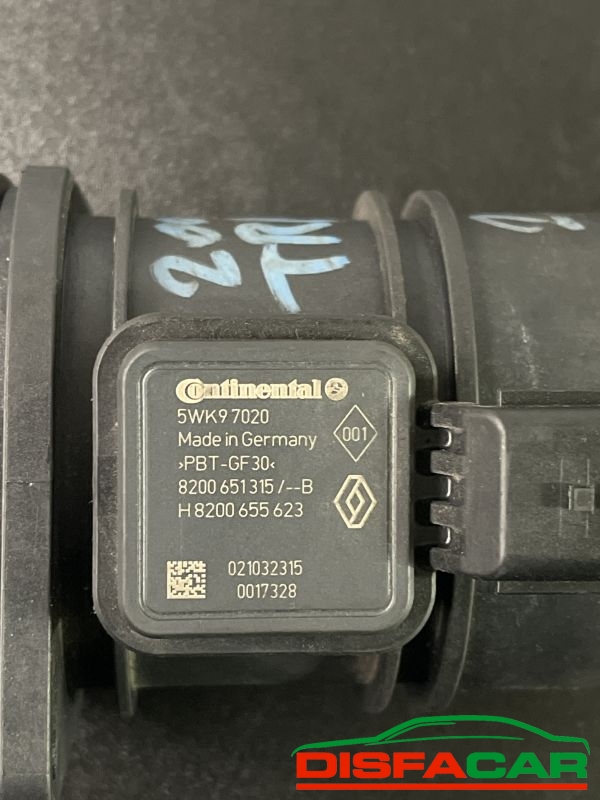 Continental
5WK9 7020
Made in Germany
001
›PBT-GF30‹
8200 651 315 /--B
H 8200 655 623
021032315
0017328
DISFACAR